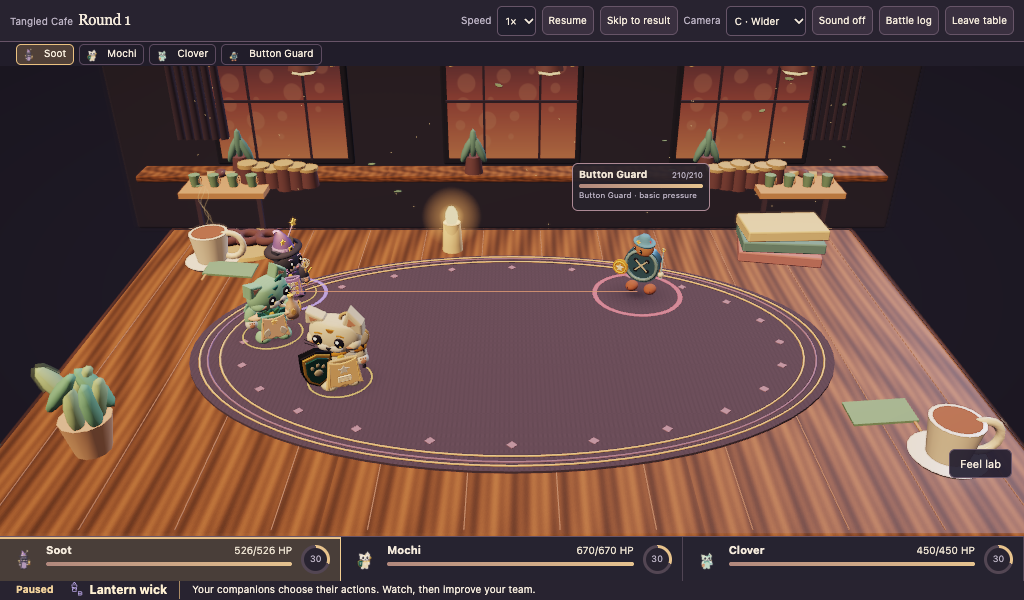 Tangled Cafe Round 1
Speed 1x Resume Skip to result Camera C · Wider Sound off Battle log Leave table
Soot Mochi Clover Button Guard
Button Guard 210/210
Button Guard · basic pressure
Feel lab
Soot 526/526 HP 30
Mochi 670/670 HP 30
Clover 450/450 HP 30
Paused Lantern wick Your companions choose their actions. Watch, then improve your team.